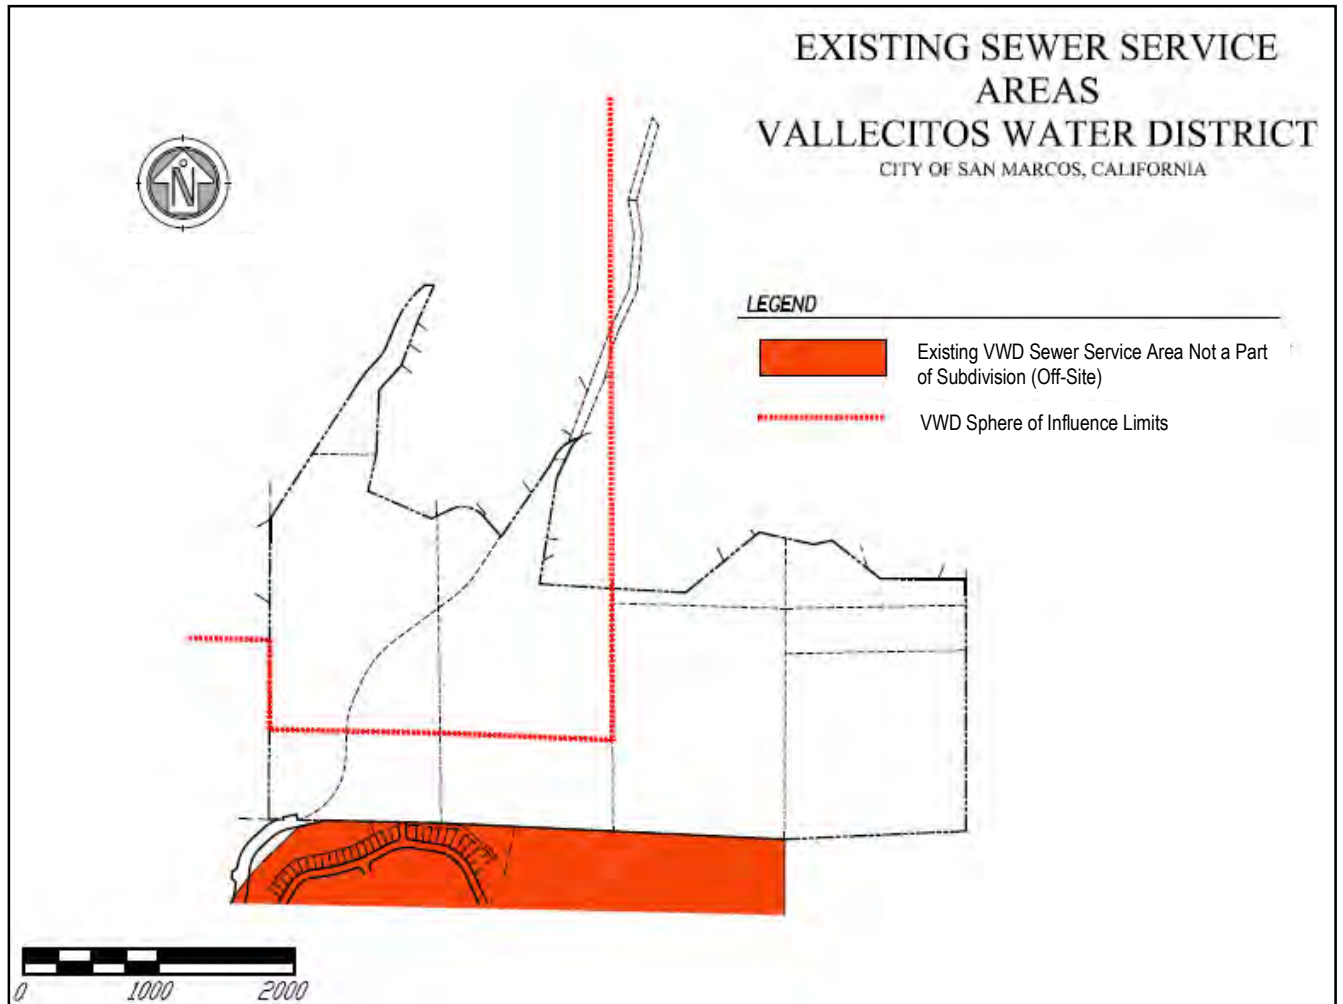 EXISTING SEWER SERVICE
AREAS
VALLECITOS WATER DISTRICT
CITY OF SAN MARCOS, CALIFORNIA
N
LEGEND
Existing VWD Sewer Service Area Not a Part
of Subdivision (Off-Site)
VWD Sphere of Influence Limits
0 1000 2000